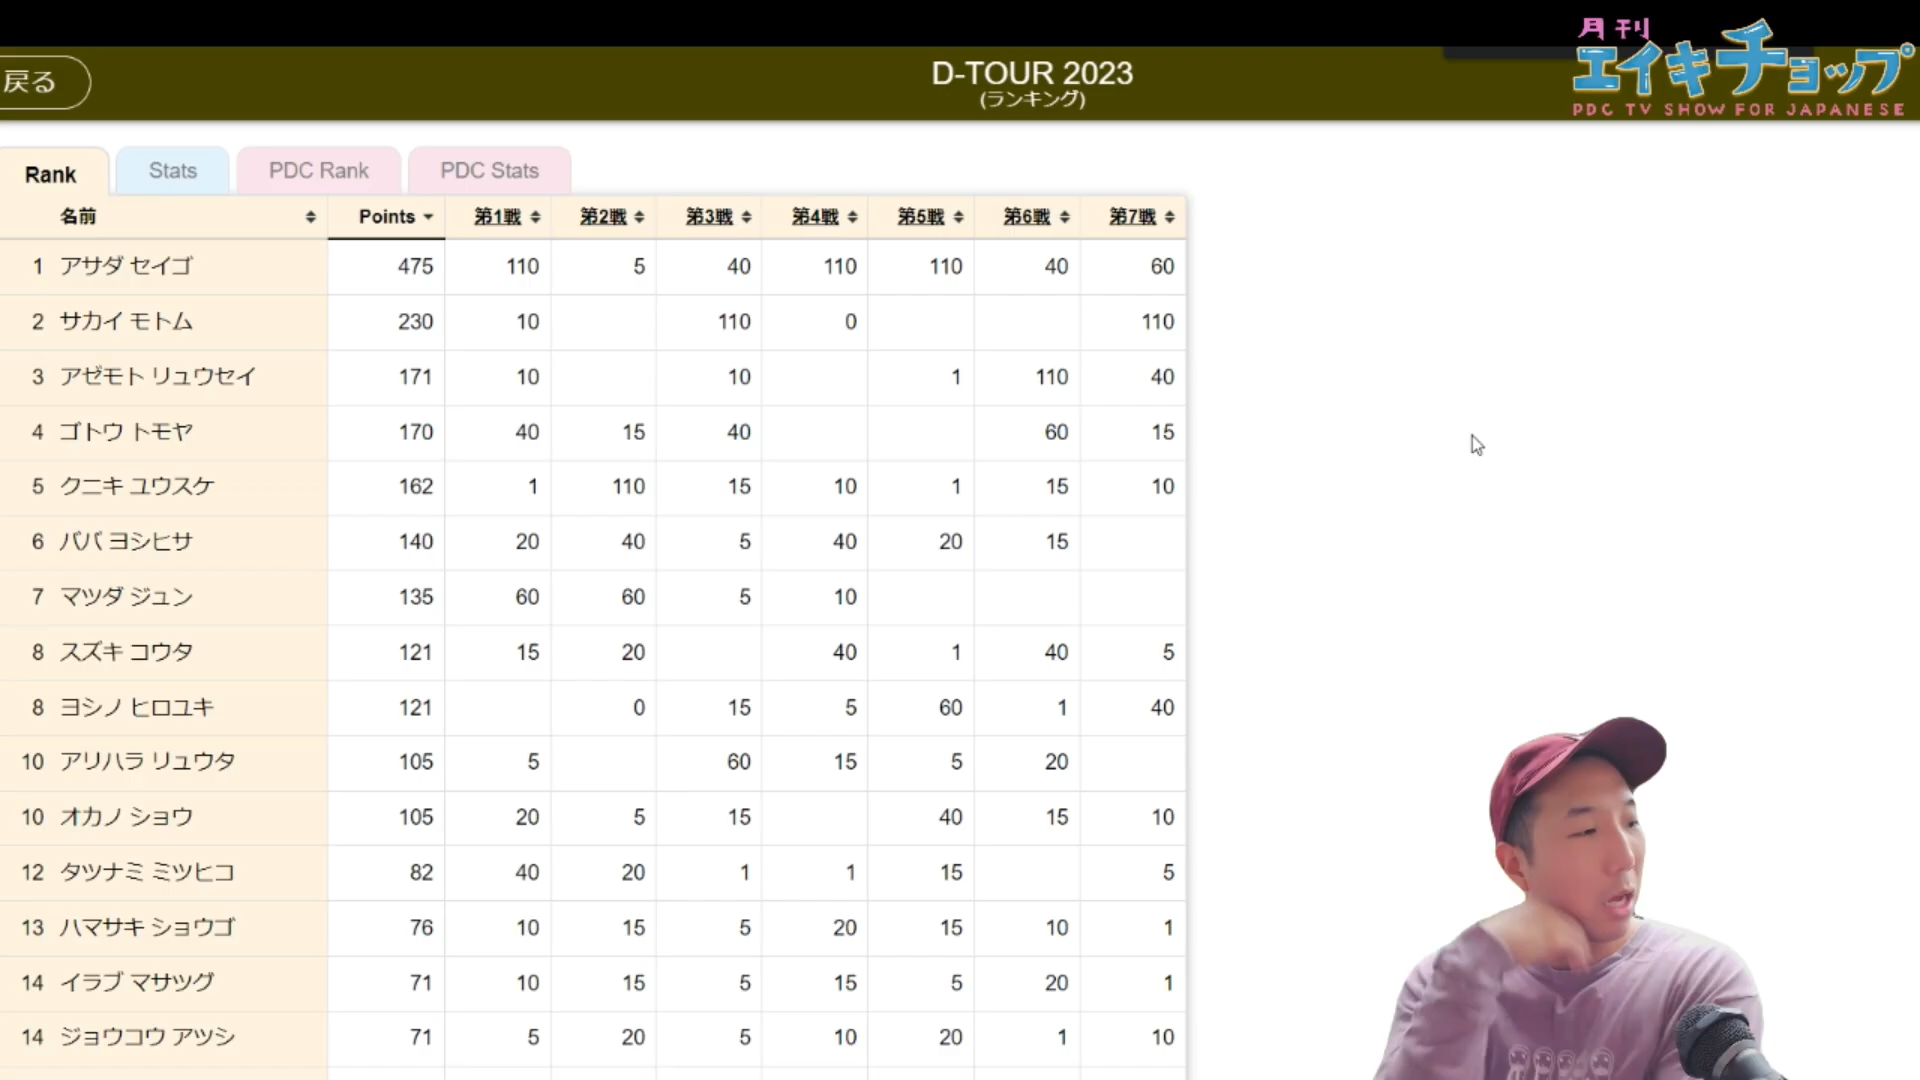 月刊
エイキチョップ
PDC TV SHOW FOR JAPANESE
戻る
D-TOUR 2023
(ランキング)
Rank Stats PDC Rank PDC Stats
名前 Points 第1戦 第2戦 第3戦 第4戦 第5戦 第6戦 第7戦
1 アサダ セイゴ 475 110 5 40 110 110 40 60
2 サカイ モトム 230 10 110 0 110
3 アゼモト リュウセイ 171 10 10 1 110 40
4 ゴトウ トモヤ 170 40 15 40 60 15
5 クニキ ユウスケ 162 1 110 15 10 1 15 10
6 ババ ヨシヒサ 140 20 40 5 40 20 15
7 マツダ ジュン 135 60 60 5 10
8 スズキ コウタ 121 15 20 40 1 40 5
8 ヨシノ ヒロユキ 121 0 15 5 60 1 40
10 アリハラ リュウタ 105 5 60 15 5 20
10 オカノ ショウ 105 20 5 15 40 15 10
12 タツナミ ミツヒコ 82 40 20 1 1 15 5
13 ハマサキ ショウゴ 76 10 15 5 20 15 10 1
14 イラブ マサツグ 71 10 15 5 15 5 20 1
14 ジョウコウ アツシ 71 5 20 5 10 20 1 10